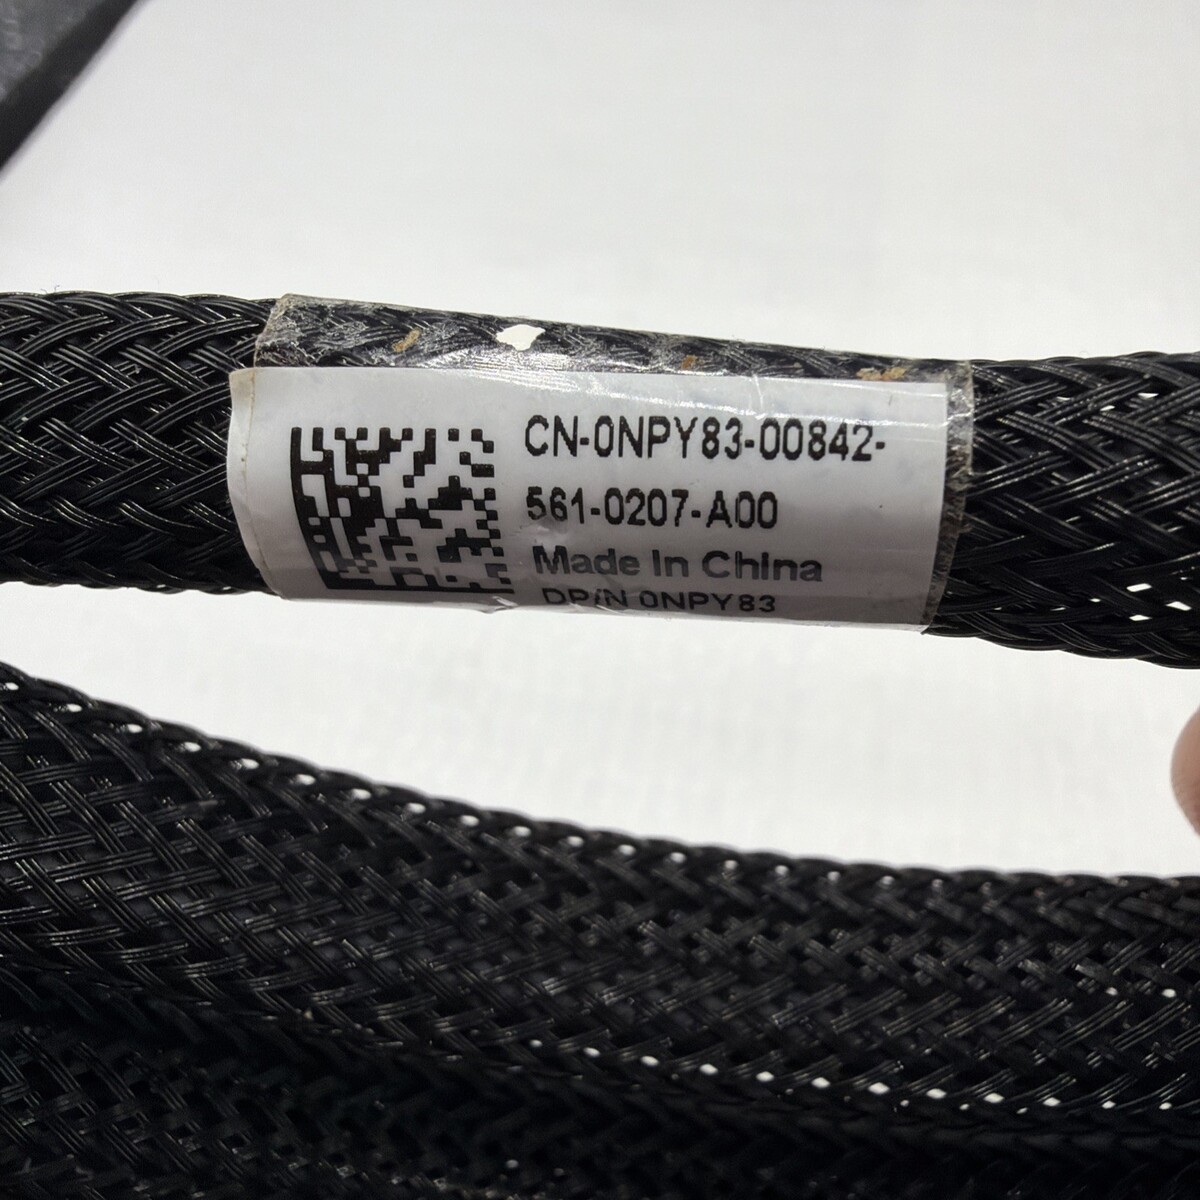 CN-0NPY83-00842-
561-0207-A00
Made In China
DP/N 0NPY83